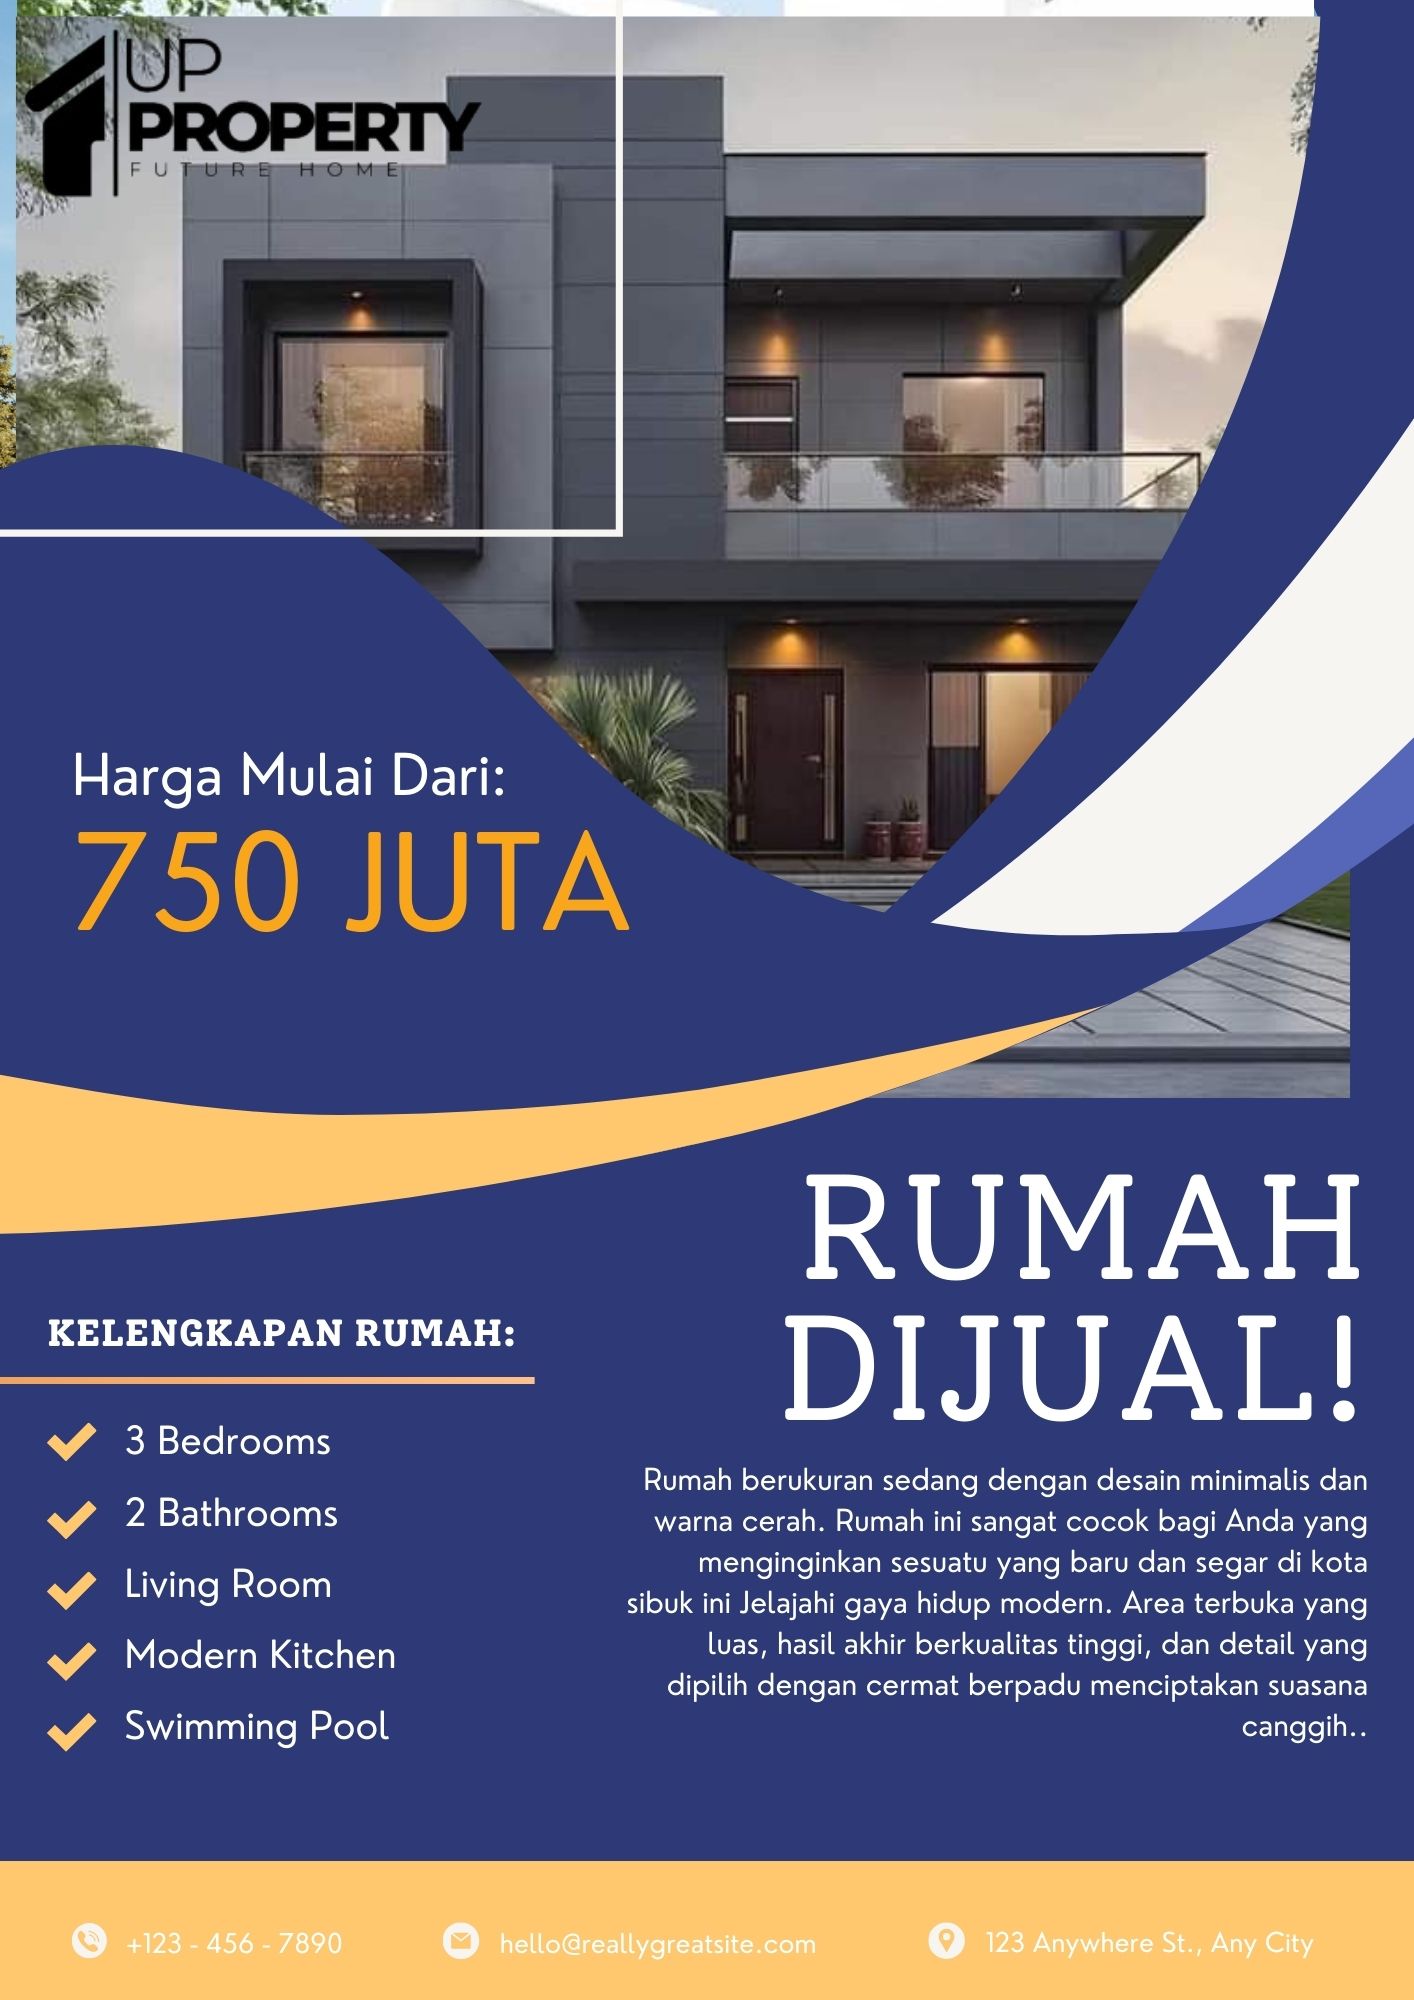 UP
PROPERTY
FUTURE HOME
Harga Mulai Dari:
750 JUTA
RUMAH
DIJUAL!
KELENGKAPAN RUMAH:
3 Bedrooms
2 Bathrooms
Living Room
Modern Kitchen
Swimming Pool
Rumah berukuran sedang dengan desain minimalis dan
warna cerah. Rumah ini sangat cocok bagi Anda yang
menginginkan sesuatu yang baru dan segar di kota
sibuk ini Jelajahi gaya hidup modern. Area terbuka yang
luas, hasil akhir berkualitas tinggi, dan detail yang
dipilih dengan cermat berpadu menciptakan suasana
canggih..
+123 - 456 - 7890
hello@reallygreatsite.com
123 Anywhere St., Any City